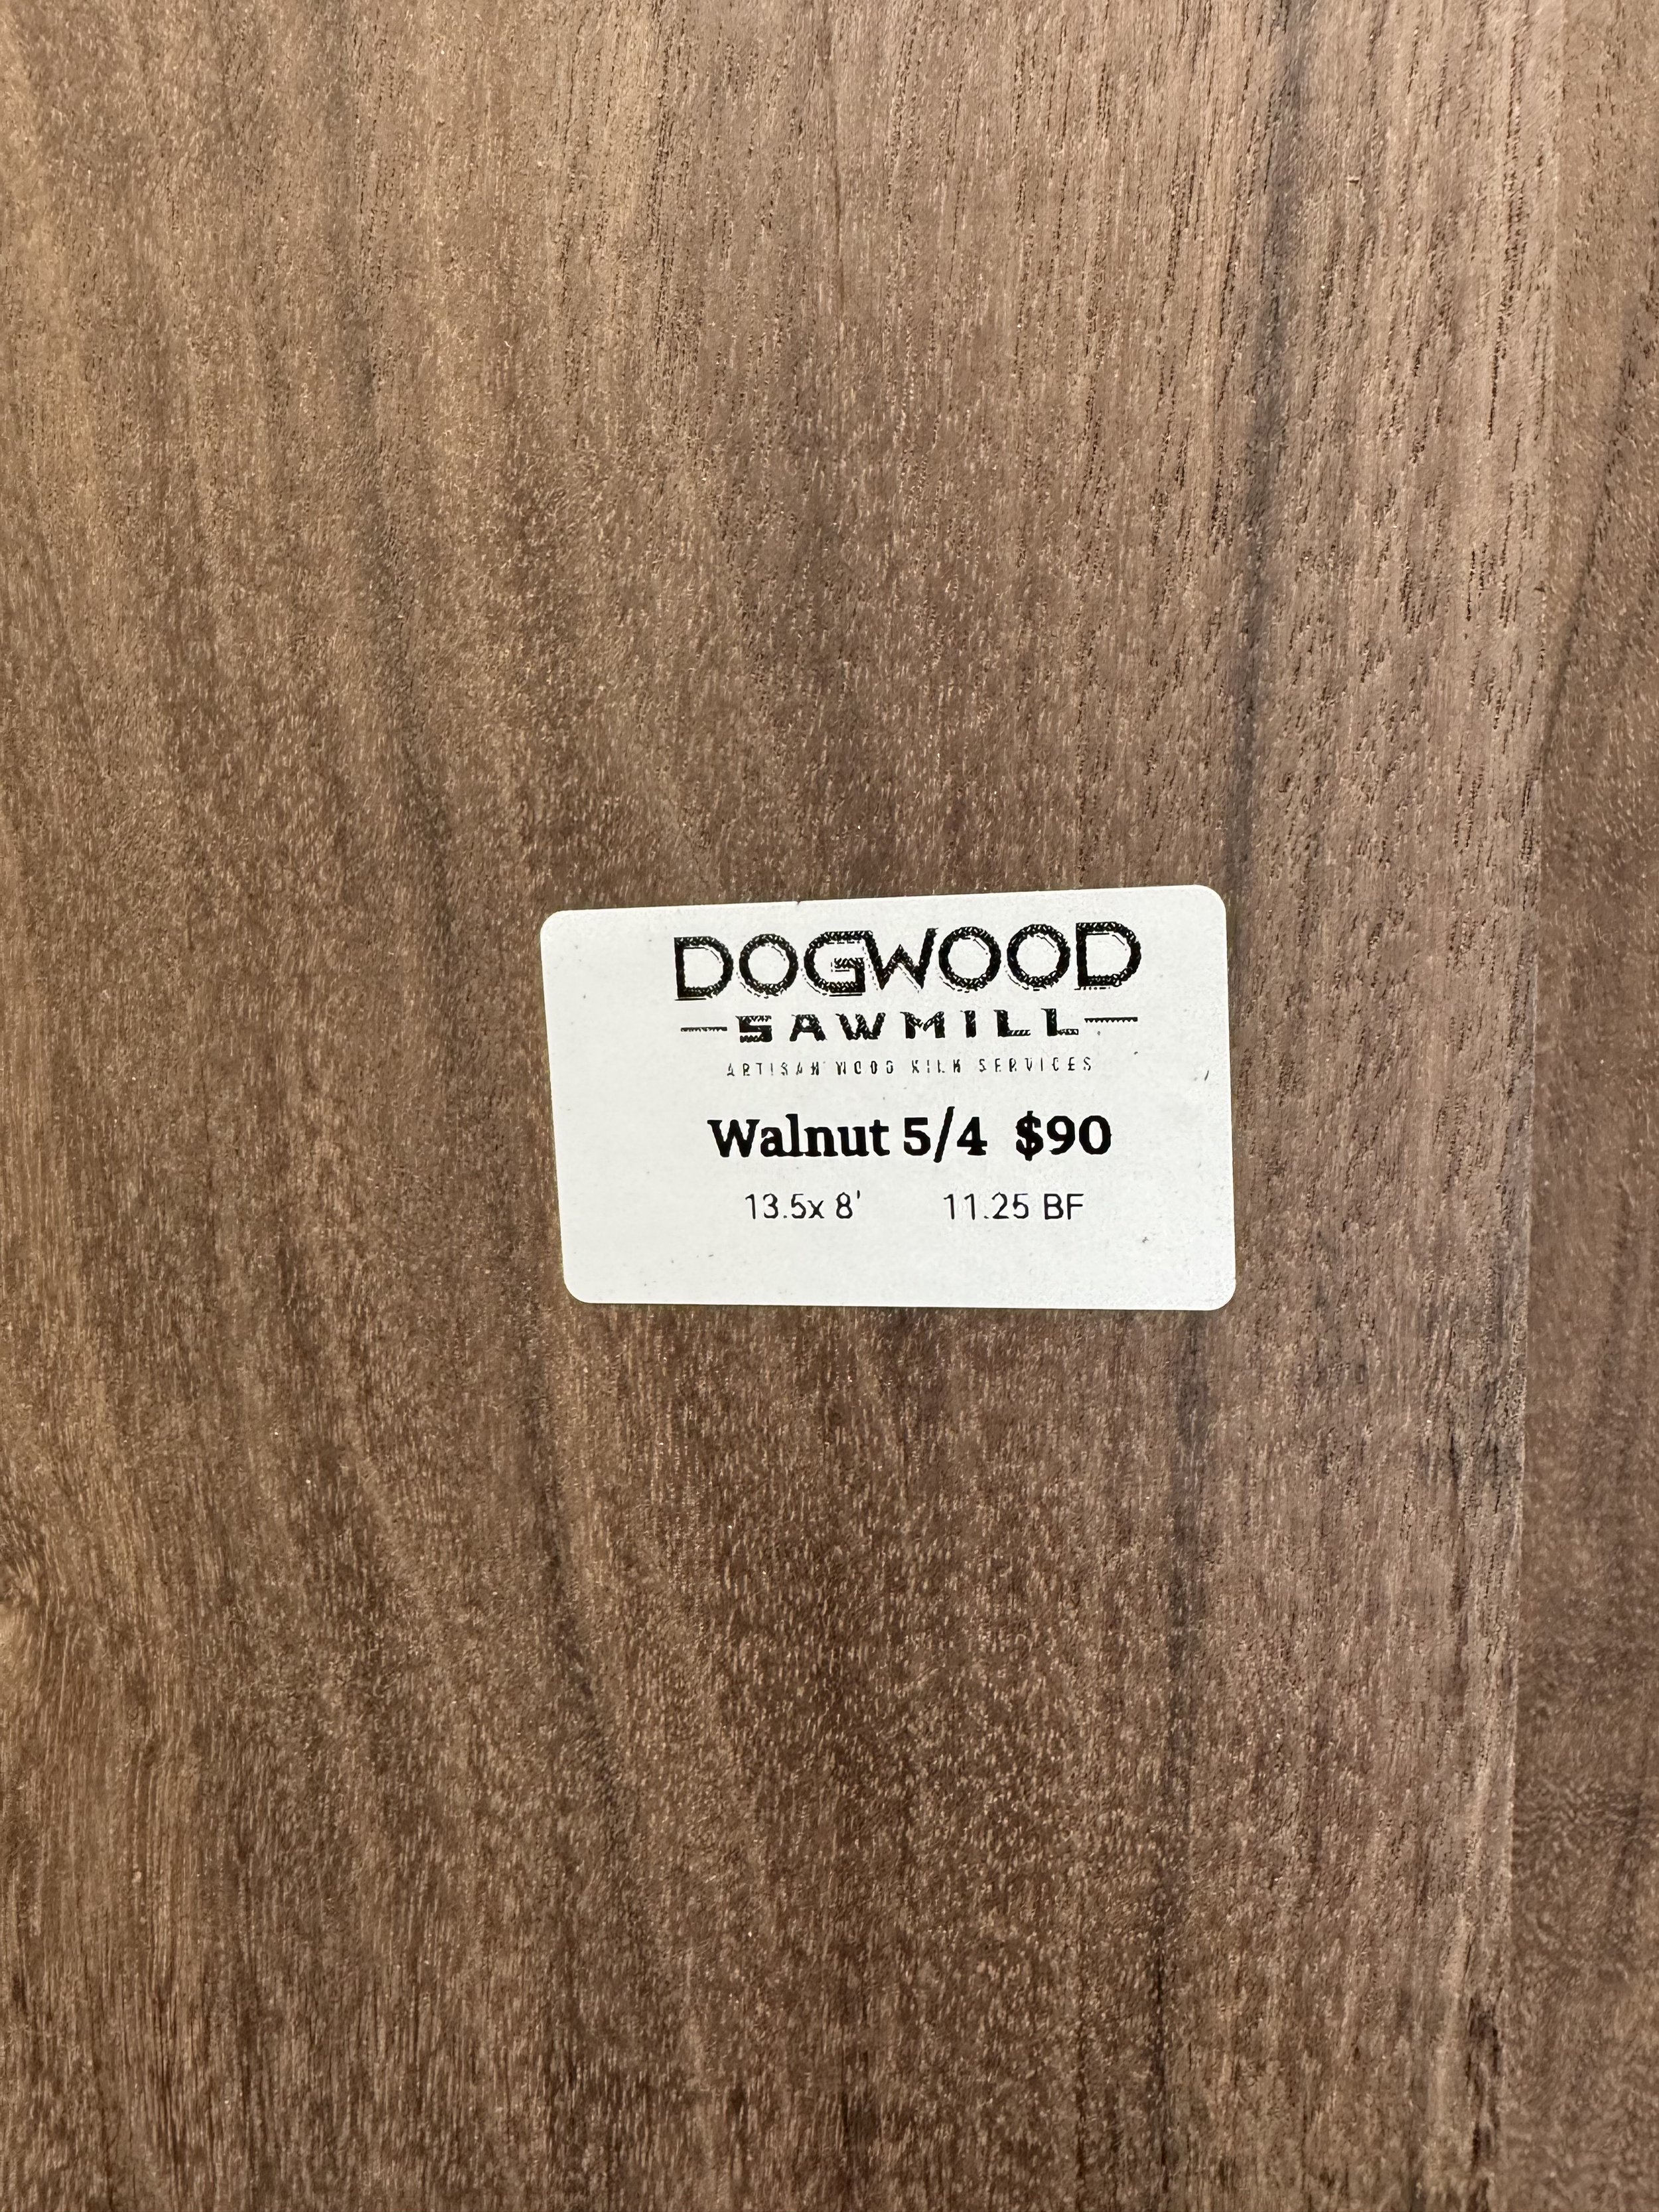 DOGWOOD
SAWMILL
ARTISAN WOOD KILN SERVICES
Walnut 5/4 $90
13.5x 8' 11.25 BF